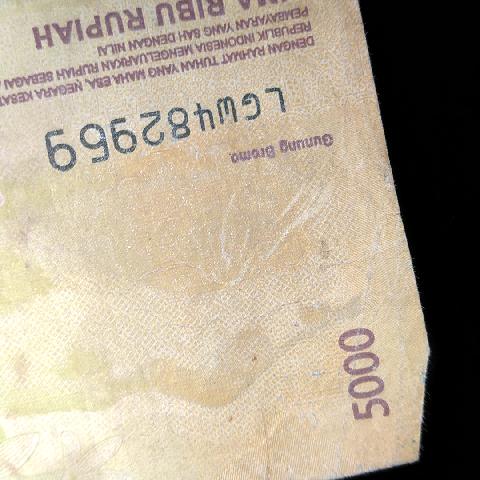 5000
Gunung Bromo
LGW482969
DENGAN RAHMAT TUHAN YANG MAHA ESA, NEGARA KESAT
REPUBLIK INDONESIA MENGELUARKAN RUPIAH SEBAGAI
PEMBAYARAN YANG SAH DENGAN NILAI
MA RIBU RUPIAH